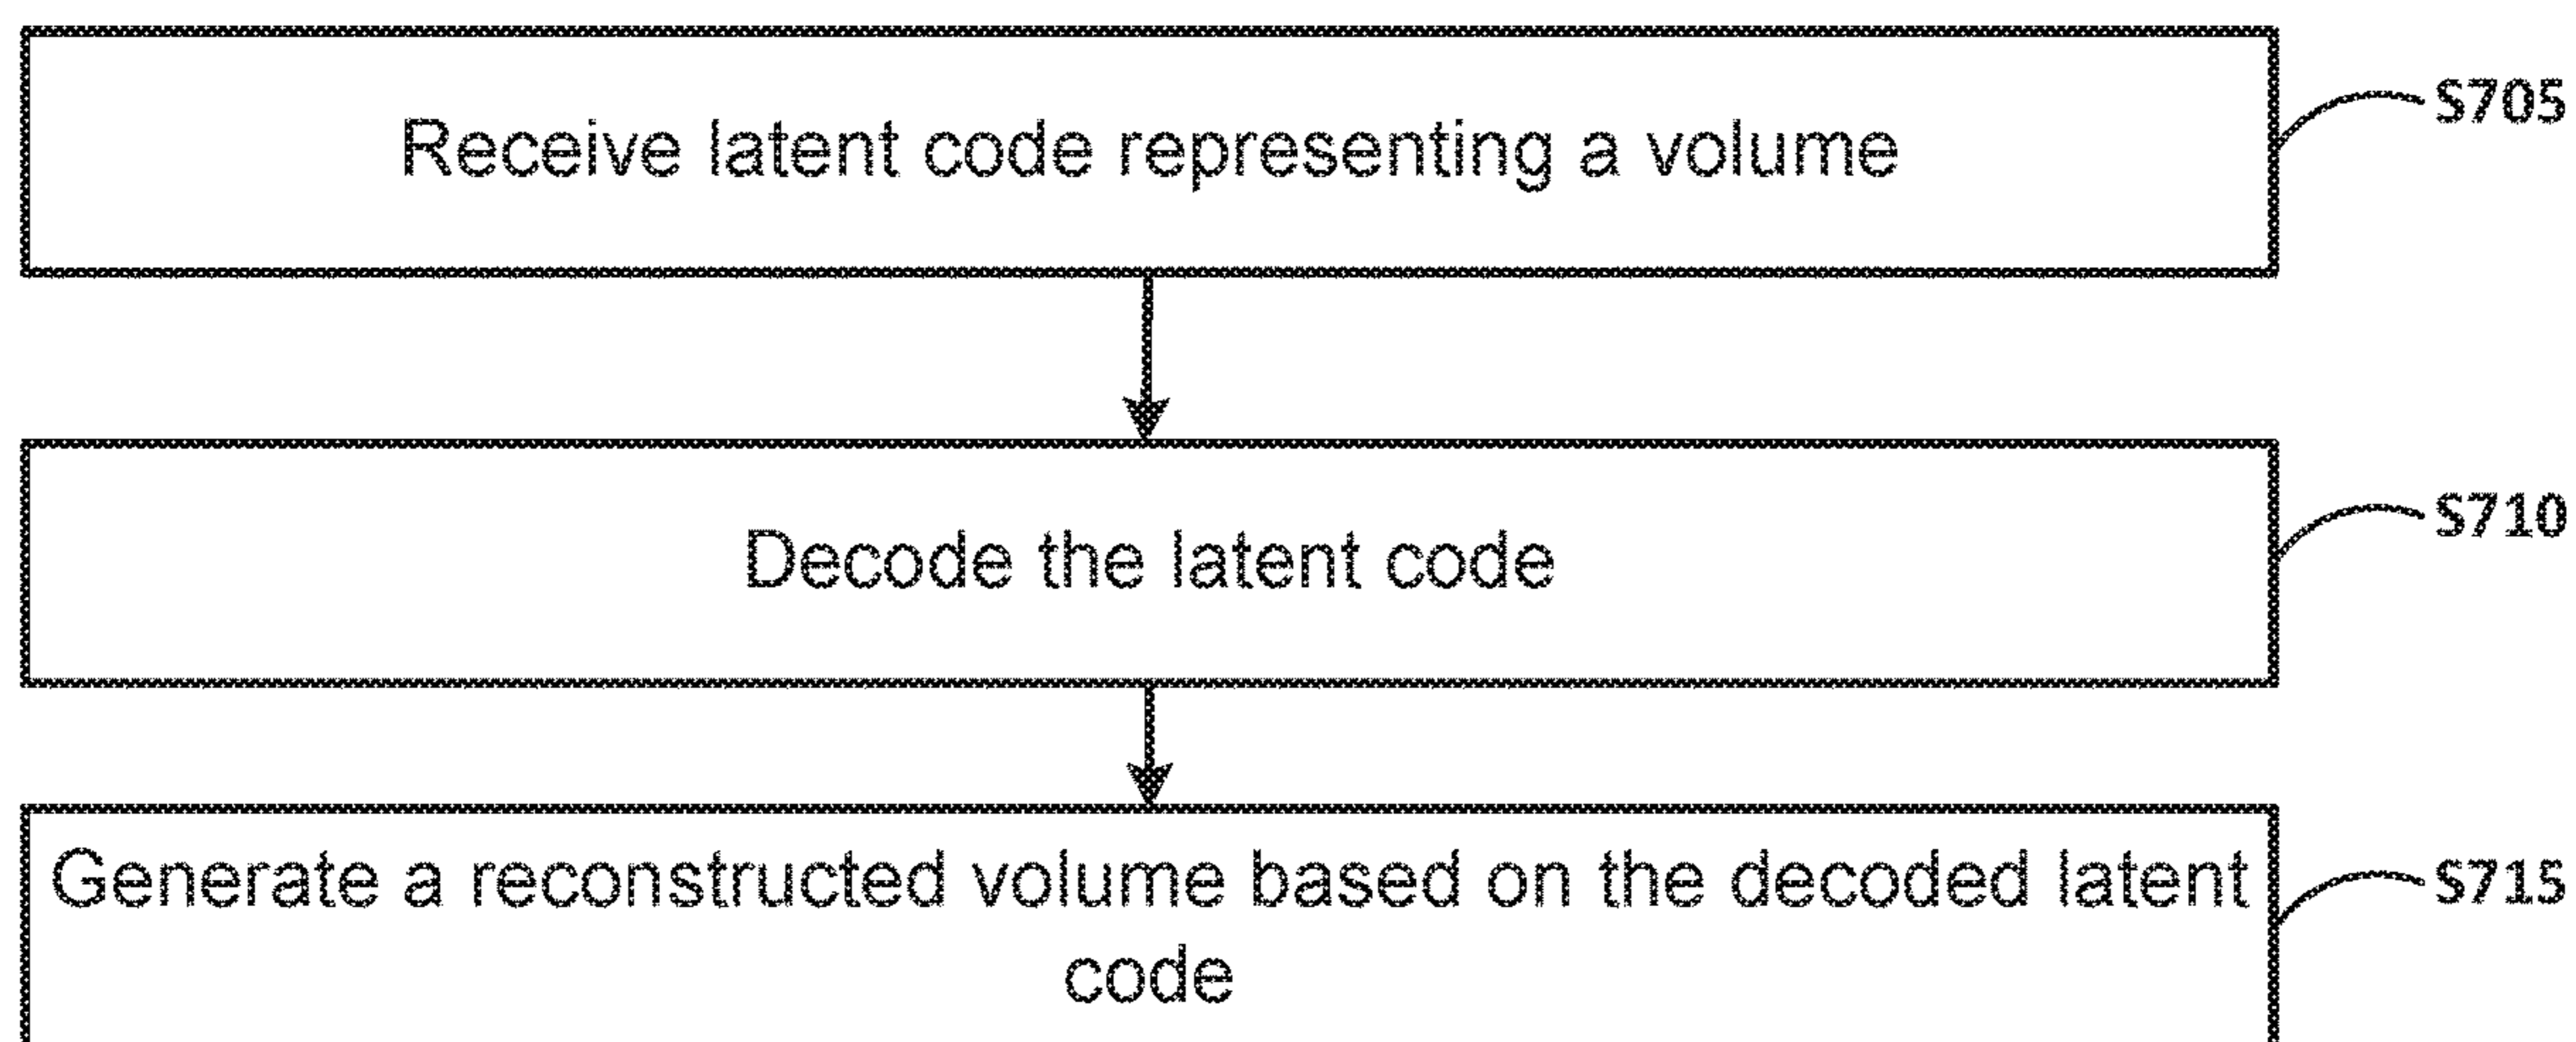 Receive latent code representing a volume
S705
Decode the latent code
S710
Generate a reconstructed volume based on the decoded latent
code
S715